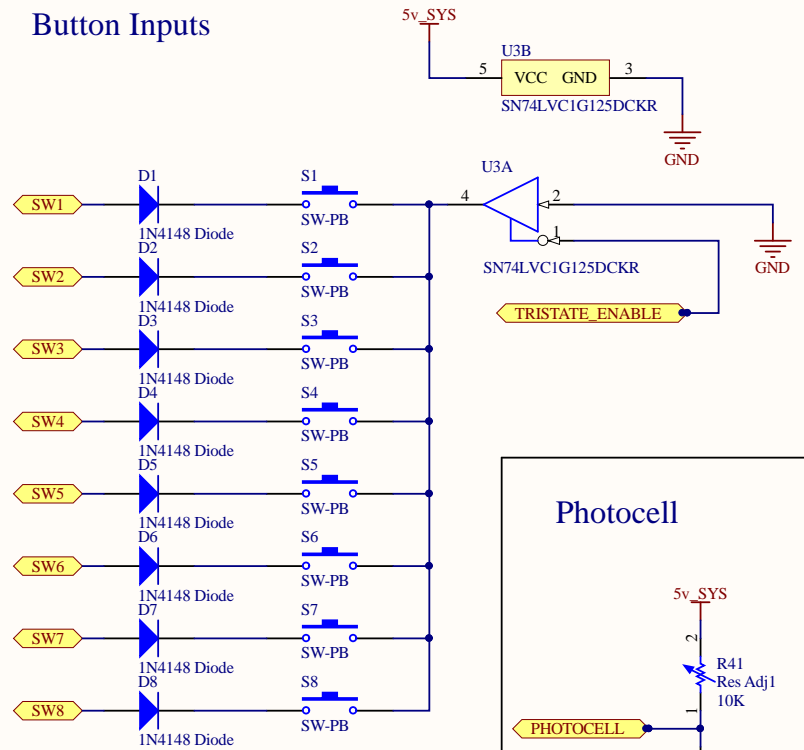 Button Inputs
5v_SYS
U3B
5 VCC GND 3
SN74LVC1G125DCKR
GND
U3A
4
2
1
GND
SN74LVC1G125DCKR
TRISTATE_ENABLE
SW1
D1
1N4148 Diode
S1
SW-PB
SW2
D2
1N4148 Diode
S2
SW-PB
SW3
D3
1N4148 Diode
S3
SW-PB
SW4
D4
1N4148 Diode
S4
SW-PB
SW5
D5
1N4148 Diode
S5
SW-PB
SW6
D6
1N4148 Diode
S6
SW-PB
SW7
D7
1N4148 Diode
S7
SW-PB
SW8
D8
1N4148 Diode
S8
SW-PB
Photocell
5v_SYS
2
R41
Res Adj1
10K
1
PHOTOCELL